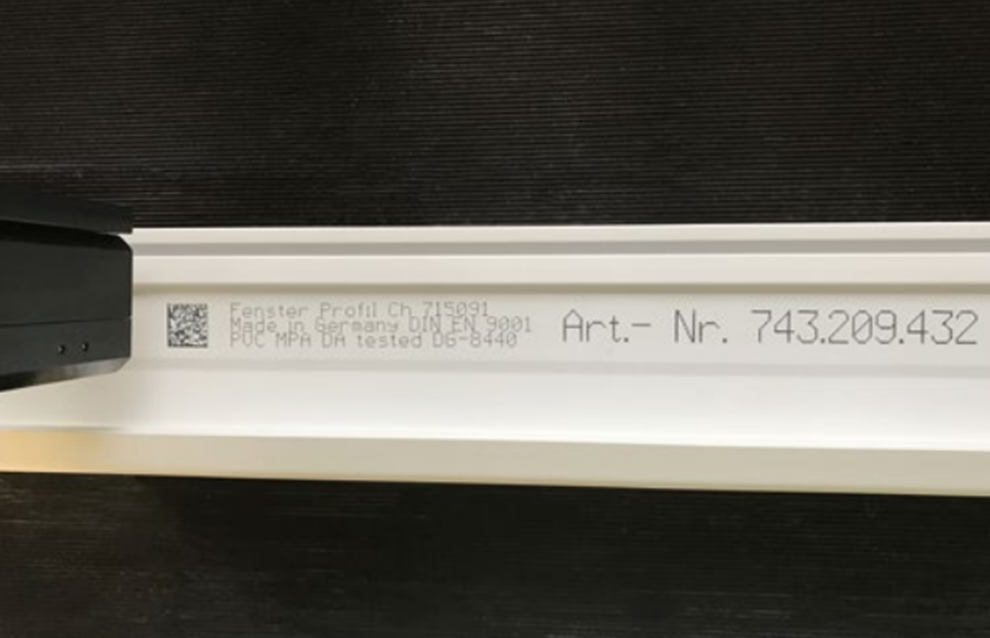 Fenster Profil Ch 715091
Made in Germany DIN EN 9001
PVC MPA DA tested D6-8440
Art.- Nr. 743.209.432